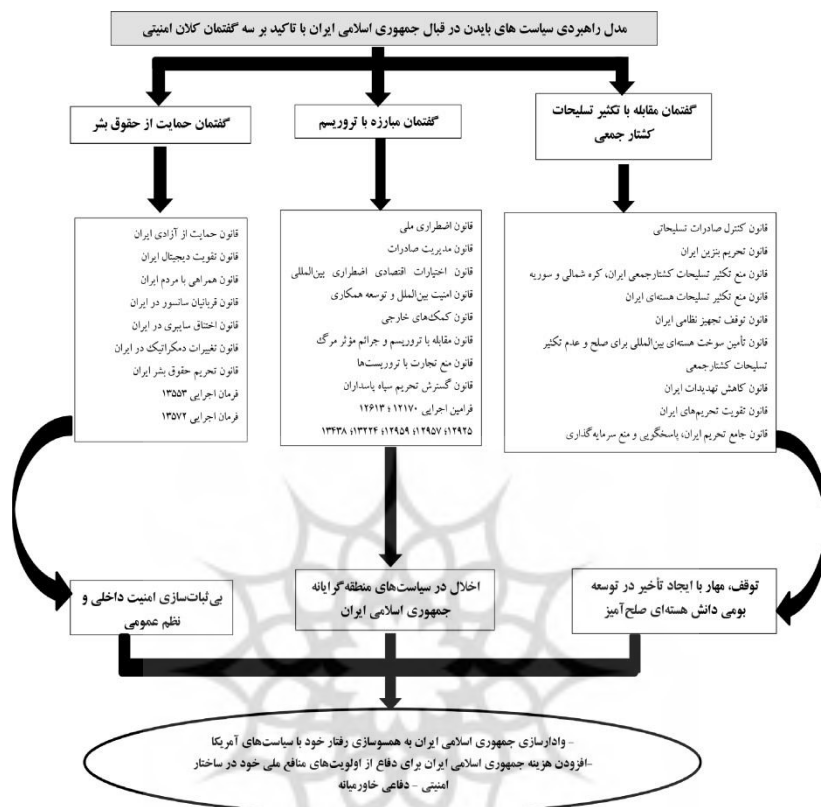 مدل راهبردی سیاست های بایدن در قبال جمهوری اسلامی ایران با تاکید بر سه گفتمان کلان امنیتی
گفتمان مقابله با تکثیر تسلیحات
کشتار جمعی
گفتمان مبارزه با تروریسم
گفتمان حمایت از حقوق بشر
قانون کنترل صادرات تسلیحاتی
قانون تحریم بنزین ایران
قانون منع تکثیر تسلیحات کشتارجمعی ایران، کره شمالی و سوریه
قانون منع تکثیر تسلیحات هسته‌ای ایران
قانون توقف تجهیز نظامی ایران
قانون تأمین سوخت هسته‌ای بین‌المللی برای صلح و عدم تکثیر
تسلیحات کشتارجمعی
قانون کاهش تهدیدات ایران
قانون تقویت تحریم‌های ایران
قانون جامع تحریم ایران، پاسخگویی و منع سرمایه‌گذاری
قانون اضطراری ملی
قانون مدیریت صادرات
قانون اختیارات اقتصادی اضطراری بین‌المللی
قانون امنیت بین‌الملل و توسعه همکاری
قانون کمک‌های خارجی
قانون مقابله با تروریسم و جرائم مؤثر مرگ
قانون منع تجارت با تروریست‌ها
قانون گسترش تحریم سپاه پاسداران
فرامین اجرایی ۱۲۱۷۰ ؛ ۱۲۶۱۳
۱۲۹۲۵؛ ۱۲۹۵۷؛ ۱۲۹۵۹؛ ۱۳۲۲۴؛ ۱۳۴۳۸
قانون حمایت از آزادی ایران
قانون تقویت دیجیتال ایران
قانون همراهی با مردم ایران
قانون قربانیان سانسور در ایران
قانون اختناق سایبری در ایران
قانون تغییرات دمکراتیک در ایران
قانون تحریم حقوق بشر ایران
فرمان اجرایی ۱۳۵۵۳
فرمان اجرایی ۱۳۵۷۲
توقف، مهار با ایجاد تأخیر در توسعه
بومی دانش هسته‌ای صلح‌آمیز
اخلال در سیاست‌های منطقه‌گرایانه
جمهوری اسلامی ایران
بی‌ثبات‌سازی امنیت داخلی و
نظم عمومی
- وادارسازی جمهوری اسلامی ایران به همسوسازی رفتار خود با سیاست‌های آمریکا
-افزودن هزینه جمهوری اسلامی ایران برای دفاع از اولویت‌های منافع ملی خود در ساختار
امنیتی - دفاعی خاورمیانه